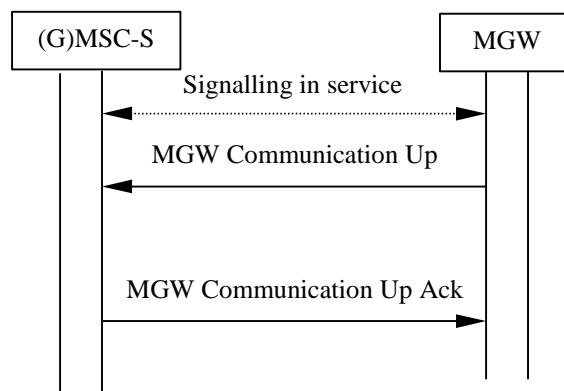 (G)MSC-S
MGW
Signalling in service
MGW Communication Up
MGW Communication Up Ack